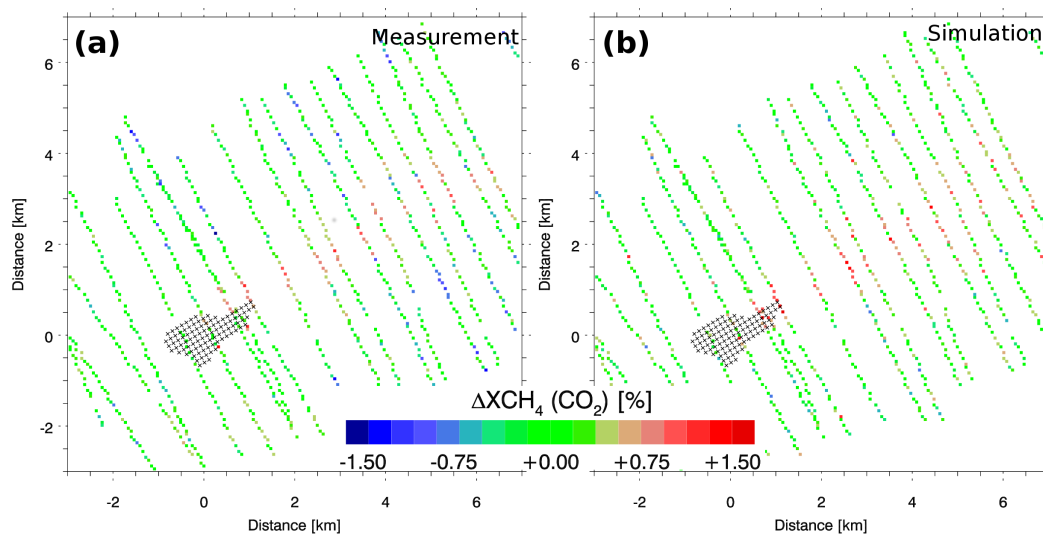 (a)
Measurement
(b)
Simulation
6
4
2
0
-2
Distance [km]
-2
0
2
4
6
Distance [km]
6
4
2
0
-2
Distance [km]
-2
0
2
4
6
Distance [km]
ΔXCH₄ (CO₂) [%]
-1.50 -0.75 +0.00 +0.75 +1.50